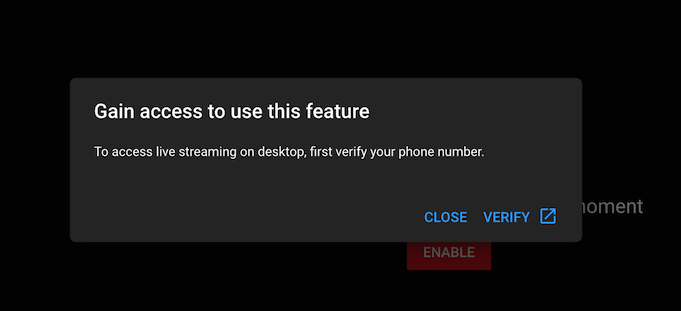 Gain access to use this feature
To access live streaming on desktop, first verify your phone number.
CLOSE VERIFY
moment
ENABLE